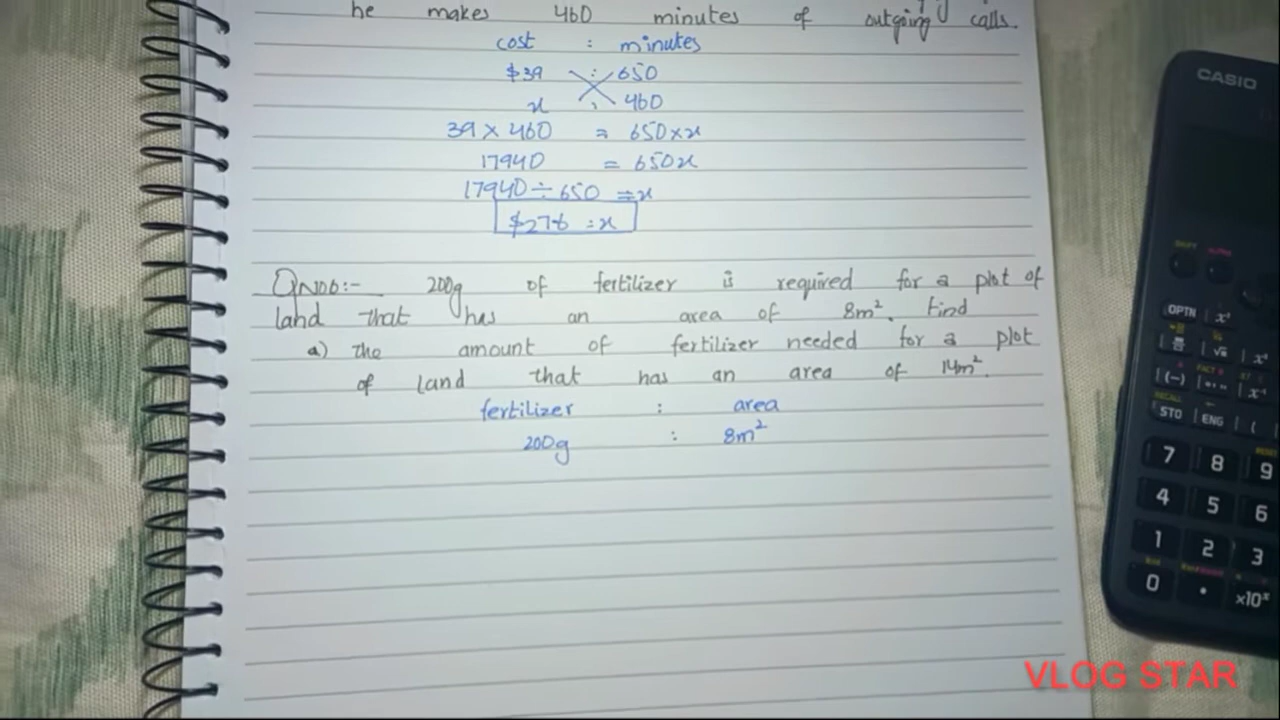 he makes 460 minutes of outgoing calls.
cost : minutes
$39 : 650
x : 460
39 × 460 = 650 × x
17940 = 650x
17940 ÷ 650 = x
$27.6 = x
QNo6:- 200g of fertilizer is required for a plot of
land that has an area of 8m². Find
a) the amount of fertilizer needed for a plot
of land that has an area of 14m².
fertilizer : area
200g : 8m²
CASIO
OPTN
(-)
STO ENG (
7 8 9
4 5 6
1 2 3
0 . ×10ˣ
VLOG STAR